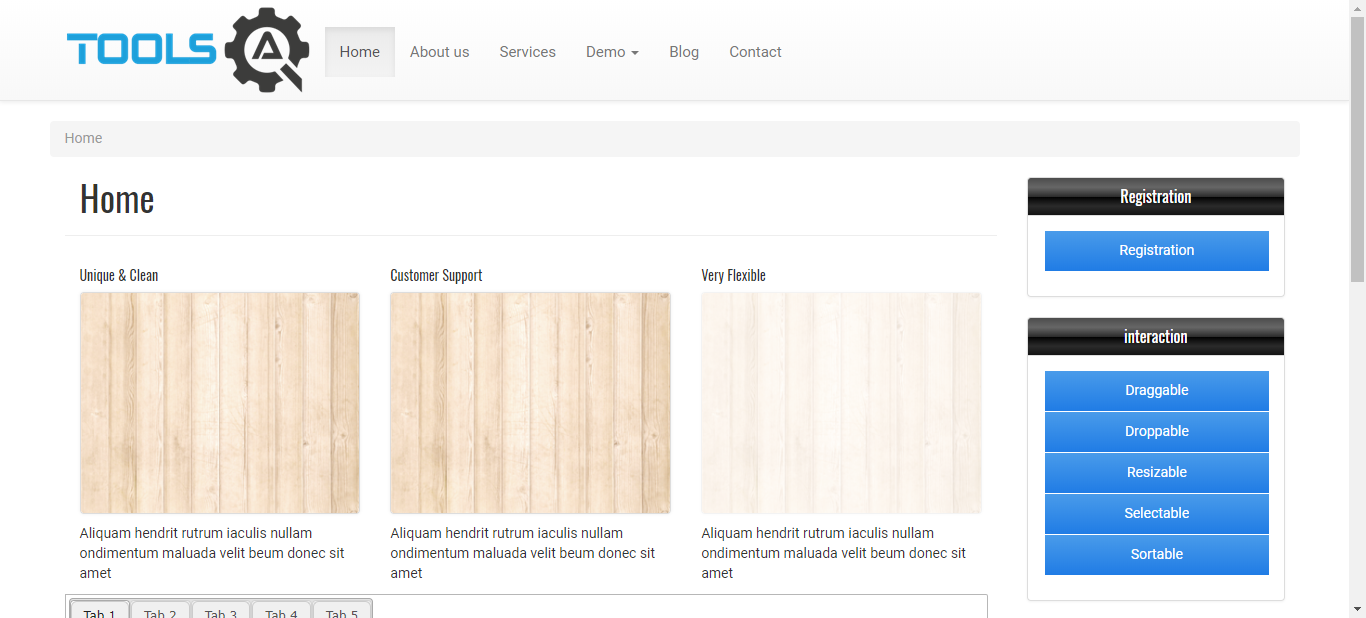 TOOLS QA
Home
About us
Services
Demo
Blog
Contact
Home
Home
Unique & Clean
Aliquam hendrit rutrum iaculis nullam
ondimentum maluada velit beum donec sit
amet
Customer Support
Aliquam hendrit rutrum iaculis nullam
ondimentum maluada velit beum donec sit
amet
Very Flexible
Aliquam hendrit rutrum iaculis nullam
ondimentum maluada velit beum donec sit
amet
Tab 1
Tab 2
Tab 3
Tab 4
Tab 5
Registration
Registration
interaction
Draggable
Droppable
Resizable
Selectable
Sortable